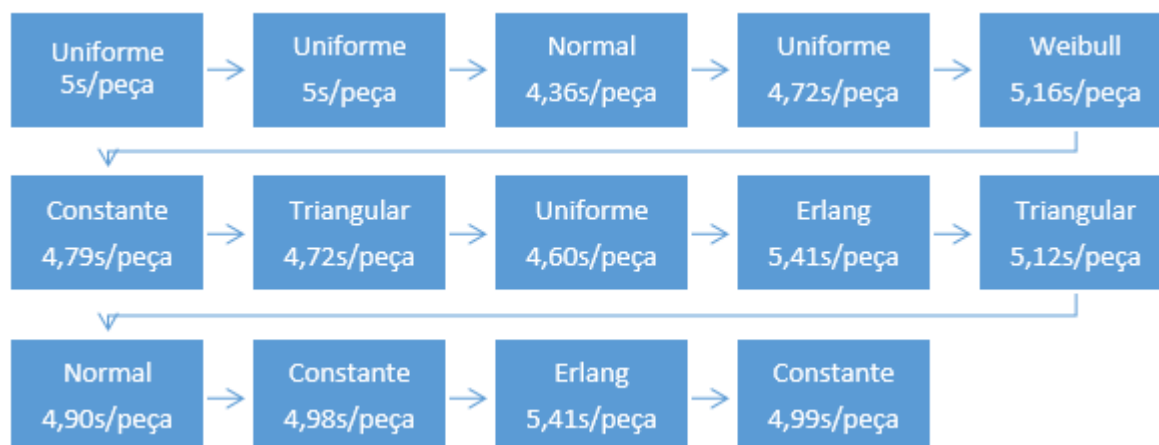 Uniforme
5s/peça
Uniforme
5s/peça
Normal
4,36s/peça
Uniforme
4,72s/peça
Weibull
5,16s/peça
Constante
4,79s/peça
Triangular
4,72s/peça
Uniforme
4,60s/peça
Erlang
5,41s/peça
Triangular
5,12s/peça
Normal
4,90s/peça
Constante
4,98s/peça
Erlang
5,41s/peça
Constante
4,99s/peça